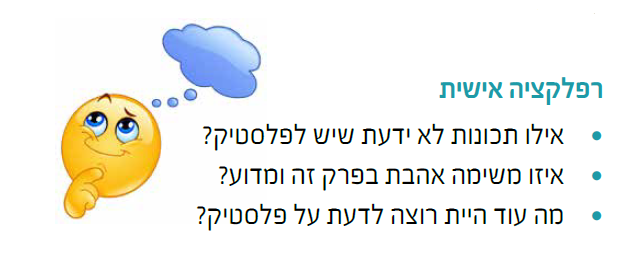 רפלקציה אישית
• אילו תכונות לא ידעת שיש לפלסטיק?
• איזו משימה אהבת בפרק זה ומדוע?
• מה עוד היית רוצה לדעת על פלסטיק?